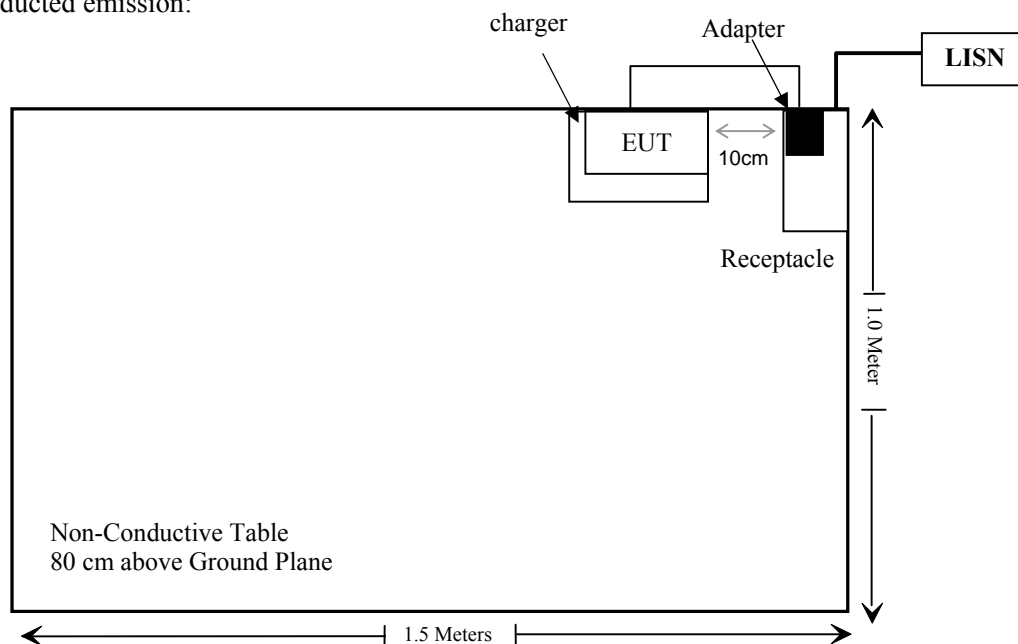 ducted emission:
charger
Adapter
LISN
EUT
10cm
Receptacle
1.0 Meter
Non-Conductive Table
80 cm above Ground Plane
1.5 Meters